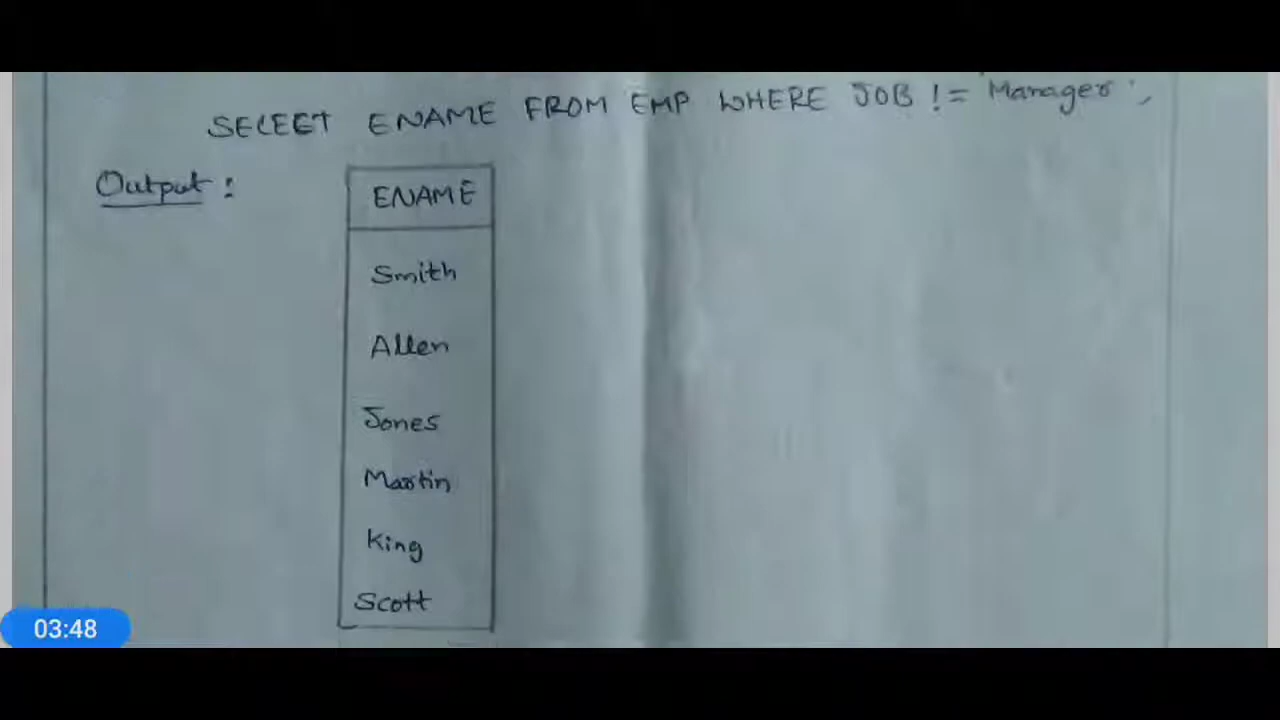 SELECT ENAME FROM EMP WHERE JOB != 'Manager';
Output:
ENAME
Smith
Allen
Jones
Martin
King
Scott
03:48